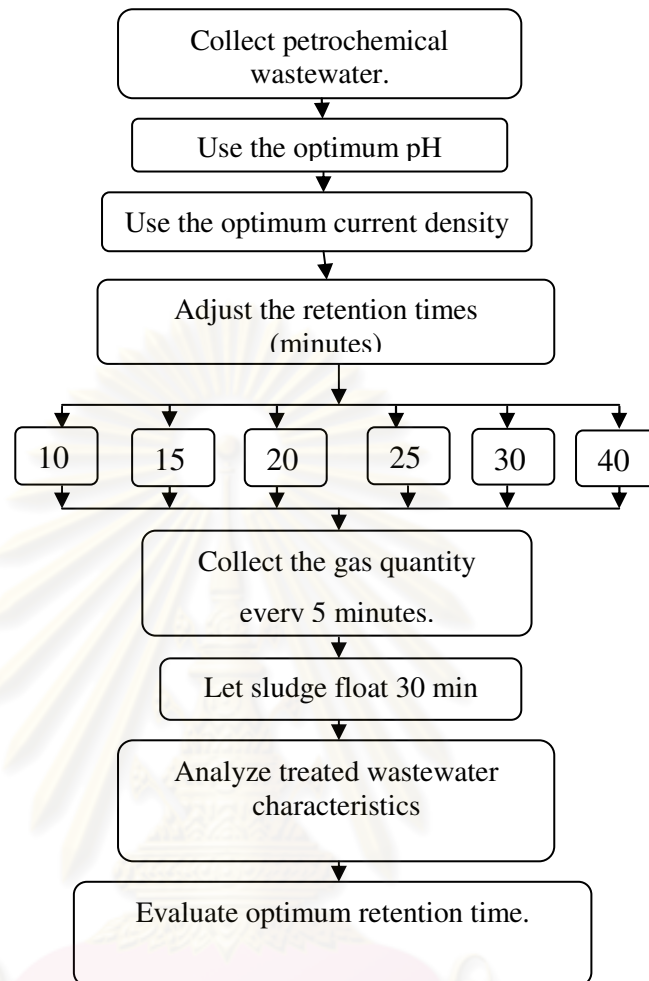 Collect petrochemical
wastewater.
Use the optimum pH
Use the optimum current density
Adjust the retention times
(minutes)
10 15 20 25 30 40
Collect the gas quantity
every 5 minutes.
Let sludge float 30 min
Analyze treated wastewater
characteristics
Evaluate optimum retention time.